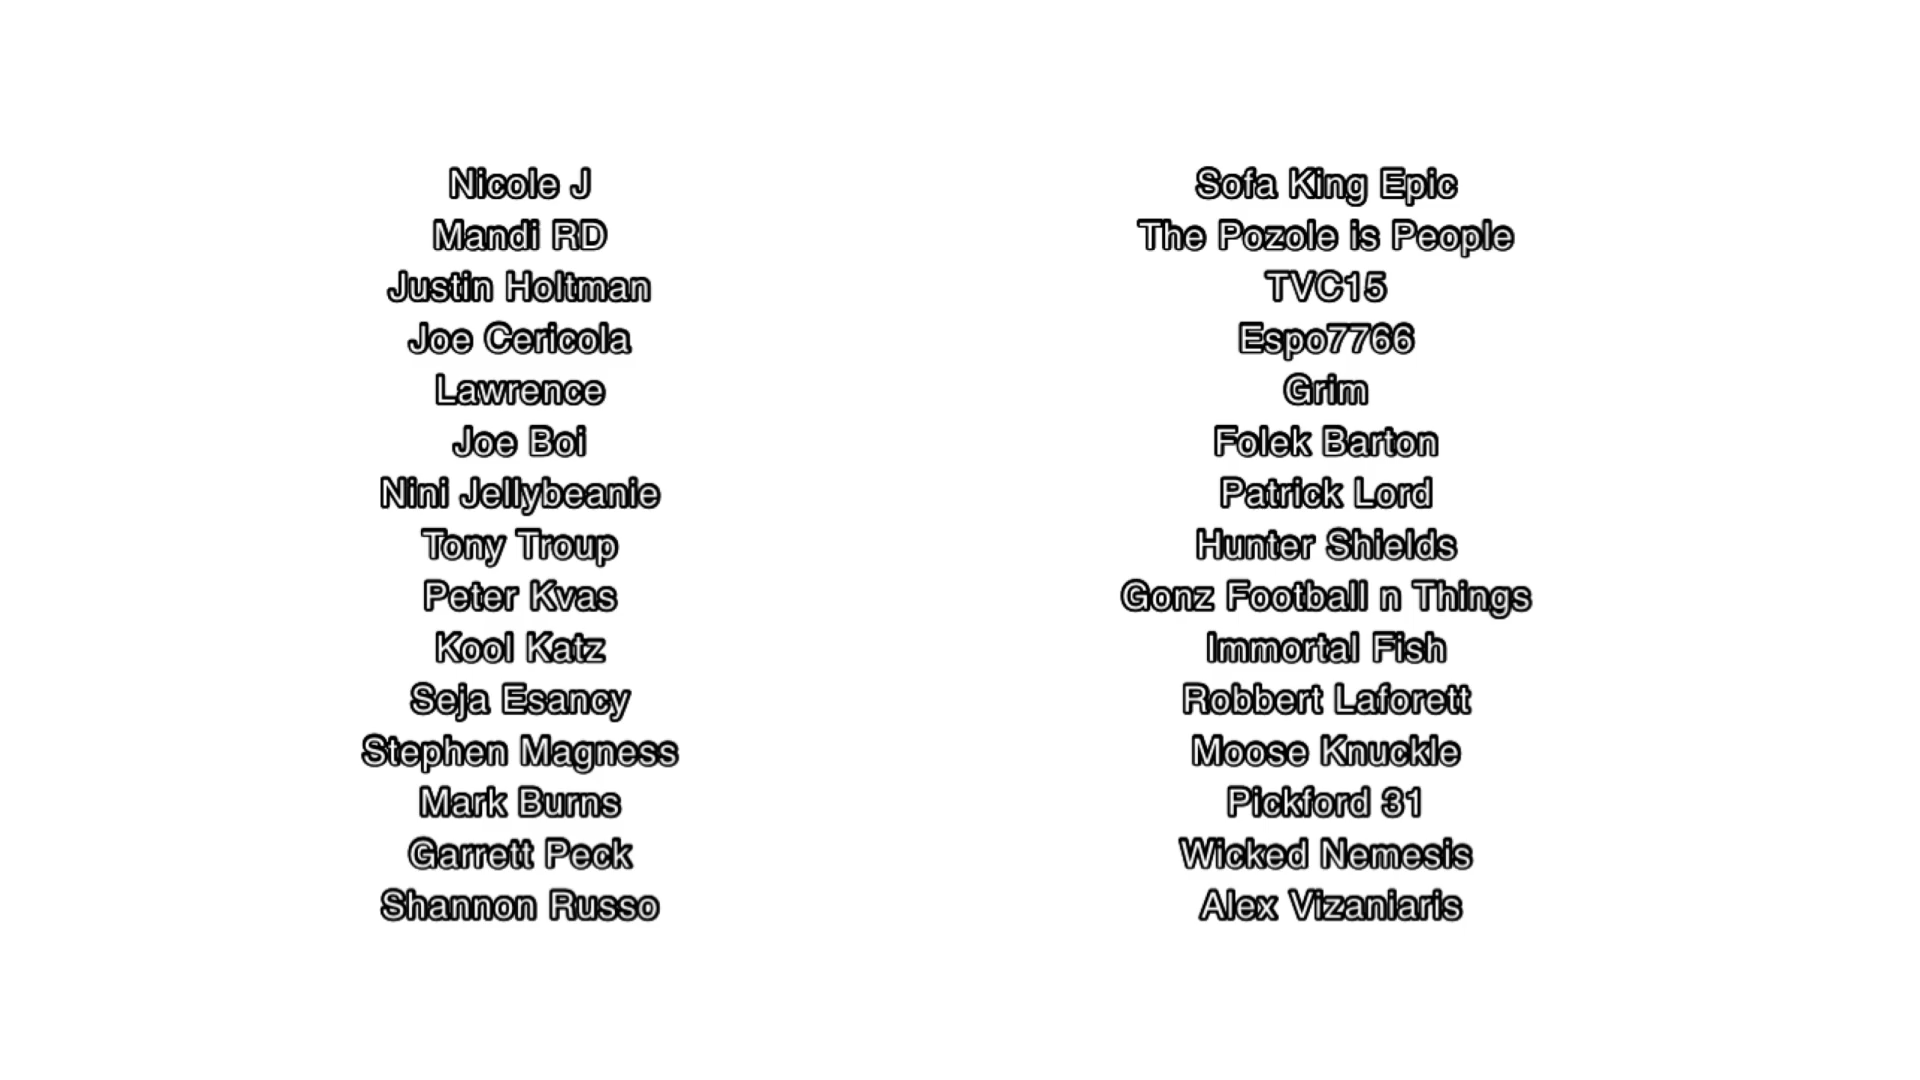 Nicole J
Mandi RD
Justin Holtman
Joe Cericola
Lawrence
Joe Boi
Nini Jellybeanie
Tony Troup
Peter Kvas
Kool Katz
Seja Esancy
Stephen Magness
Mark Burns
Garrett Peck
Shannon Russo
Sofa King Epic
The Pozole is People
TVC15
Espo7766
Grim
Folek Barton
Patrick Lord
Hunter Shields
Gonz Football n Things
Immortal Fish
Robbert Laforett
Moose Knuckle
Pickford 31
Wicked Nemesis
Alex Vizaniaris